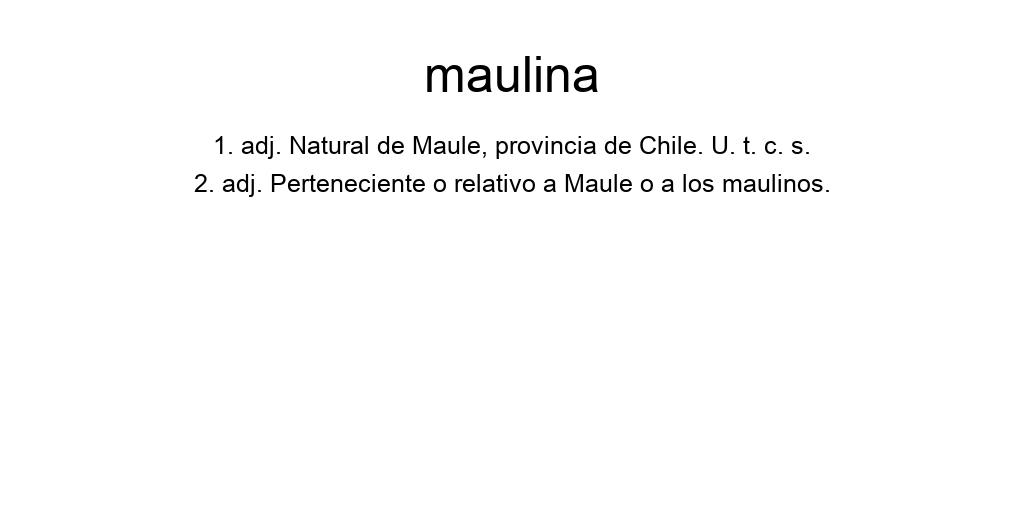 maulina
1. adj. Natural de Maule, provincia de Chile. U. t. c. s.
2. adj. Perteneciente o relativo a Maule o a los maulinos.